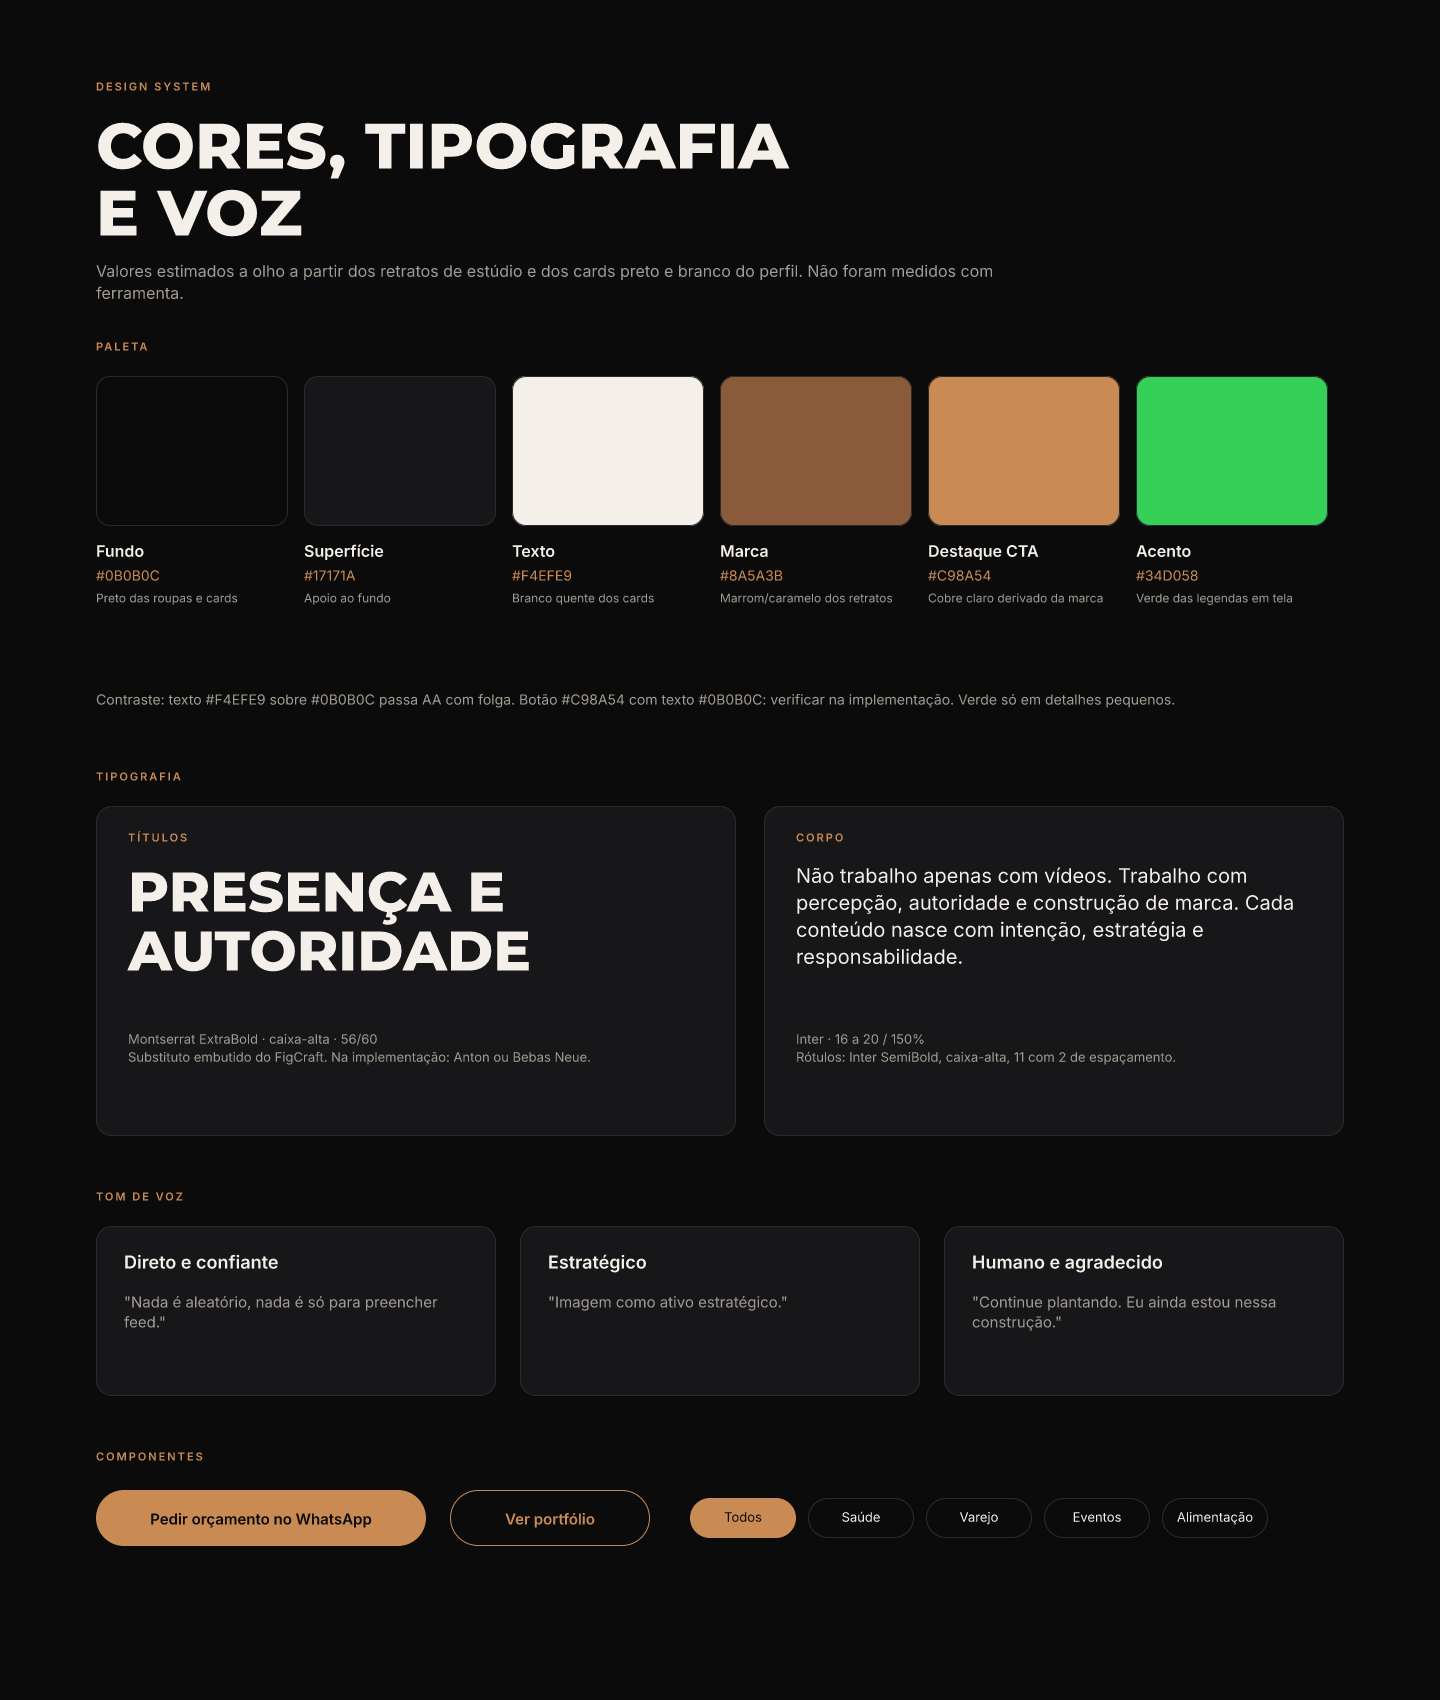 DESIGN SYSTEM
CORES, TIPOGRAFIA
E VOZ
Valores estimados a olho a partir dos retratos de estúdio e dos cards preto e branco do perfil. Não foram medidos com
ferramenta.
PALETA
Fundo
#0B0B0C
Preto das roupas e cards
Superfície
#17171A
Apoio ao fundo
Texto
#F4EFE9
Branco quente dos cards
Marca
#8A5A3B
Marrom/caramelo dos retratos
Destaque CTA
#C98A54
Cobre claro derivado da marca
Acento
#34D058
Verde das legendas em tela
Contraste: texto #F4EFE9 sobre #0B0B0C passa AA com folga. Botão #C98A54 com texto #0B0B0C: verificar na implementação. Verde só em detalhes pequenos.
TIPOGRAFIA
TÍTULOS
PRESENÇA E
AUTORIDADE
Montserrat ExtraBold · caixa-alta · 56/60
Substituto embutido do FigCraft. Na implementação: Anton ou Bebas Neue.
CORPO
Não trabalho apenas com vídeos. Trabalho com
percepção, autoridade e construção de marca. Cada
conteúdo nasce com intenção, estratégia e
responsabilidade.
Inter · 16 a 20 / 150%
Rótulos: Inter SemiBold, caixa-alta, 11 com 2 de espaçamento.
TOM DE VOZ
Direto e confiante
"Nada é aleatório, nada é só para preencher
feed."
Estratégico
"Imagem como ativo estratégico."
Humano e agradecido
"Continue plantando. Eu ainda estou nessa
construção."
COMPONENTES
Pedir orçamento no WhatsApp
Ver portfólio
Todos
Saúde
Varejo
Eventos
Alimentação